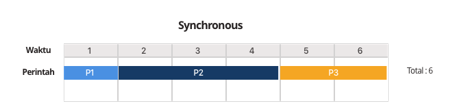 Synchronous
Waktu 1 2 3 4 5 6
Perintah P1 P2 P3 Total : 6